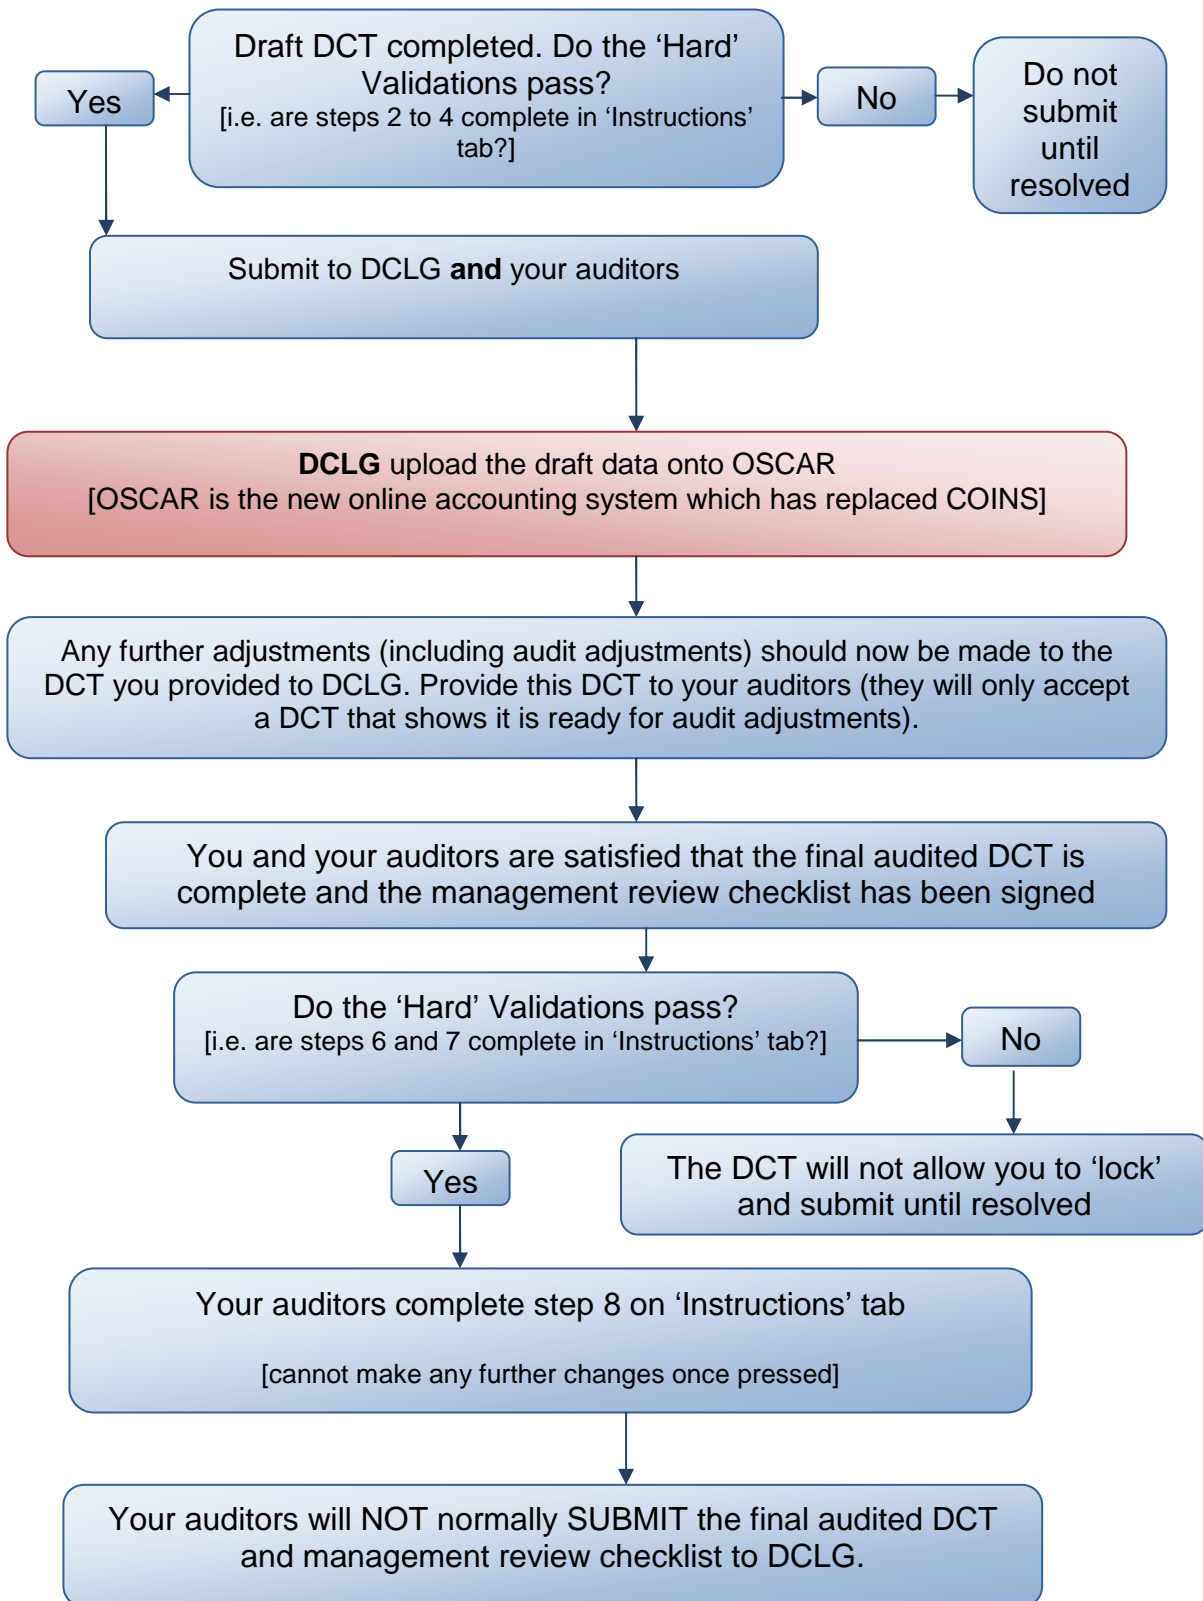 Draft DCT completed. Do the ‘Hard’
Validations pass?
[i.e. are steps 2 to 4 complete in ‘Instructions’
tab?]
Yes
No
Do not
submit
until
resolved
Submit to DCLG and your auditors
DCLG upload the draft data onto OSCAR
[OSCAR is the new online accounting system which has replaced COINS]
Any further adjustments (including audit adjustments) should now be made to the
DCT you provided to DCLG. Provide this DCT to your auditors (they will only accept
a DCT that shows it is ready for audit adjustments).
You and your auditors are satisfied that the final audited DCT is
complete and the management review checklist has been signed
Do the ‘Hard’ Validations pass?
[i.e. are steps 6 and 7 complete in ‘Instructions’ tab?]
No
Yes
The DCT will not allow you to ‘lock’
and submit until resolved
Your auditors complete step 8 on ‘Instructions’ tab
[cannot make any further changes once pressed]
Your auditors will NOT normally SUBMIT the final audited DCT
and management review checklist to DCLG.